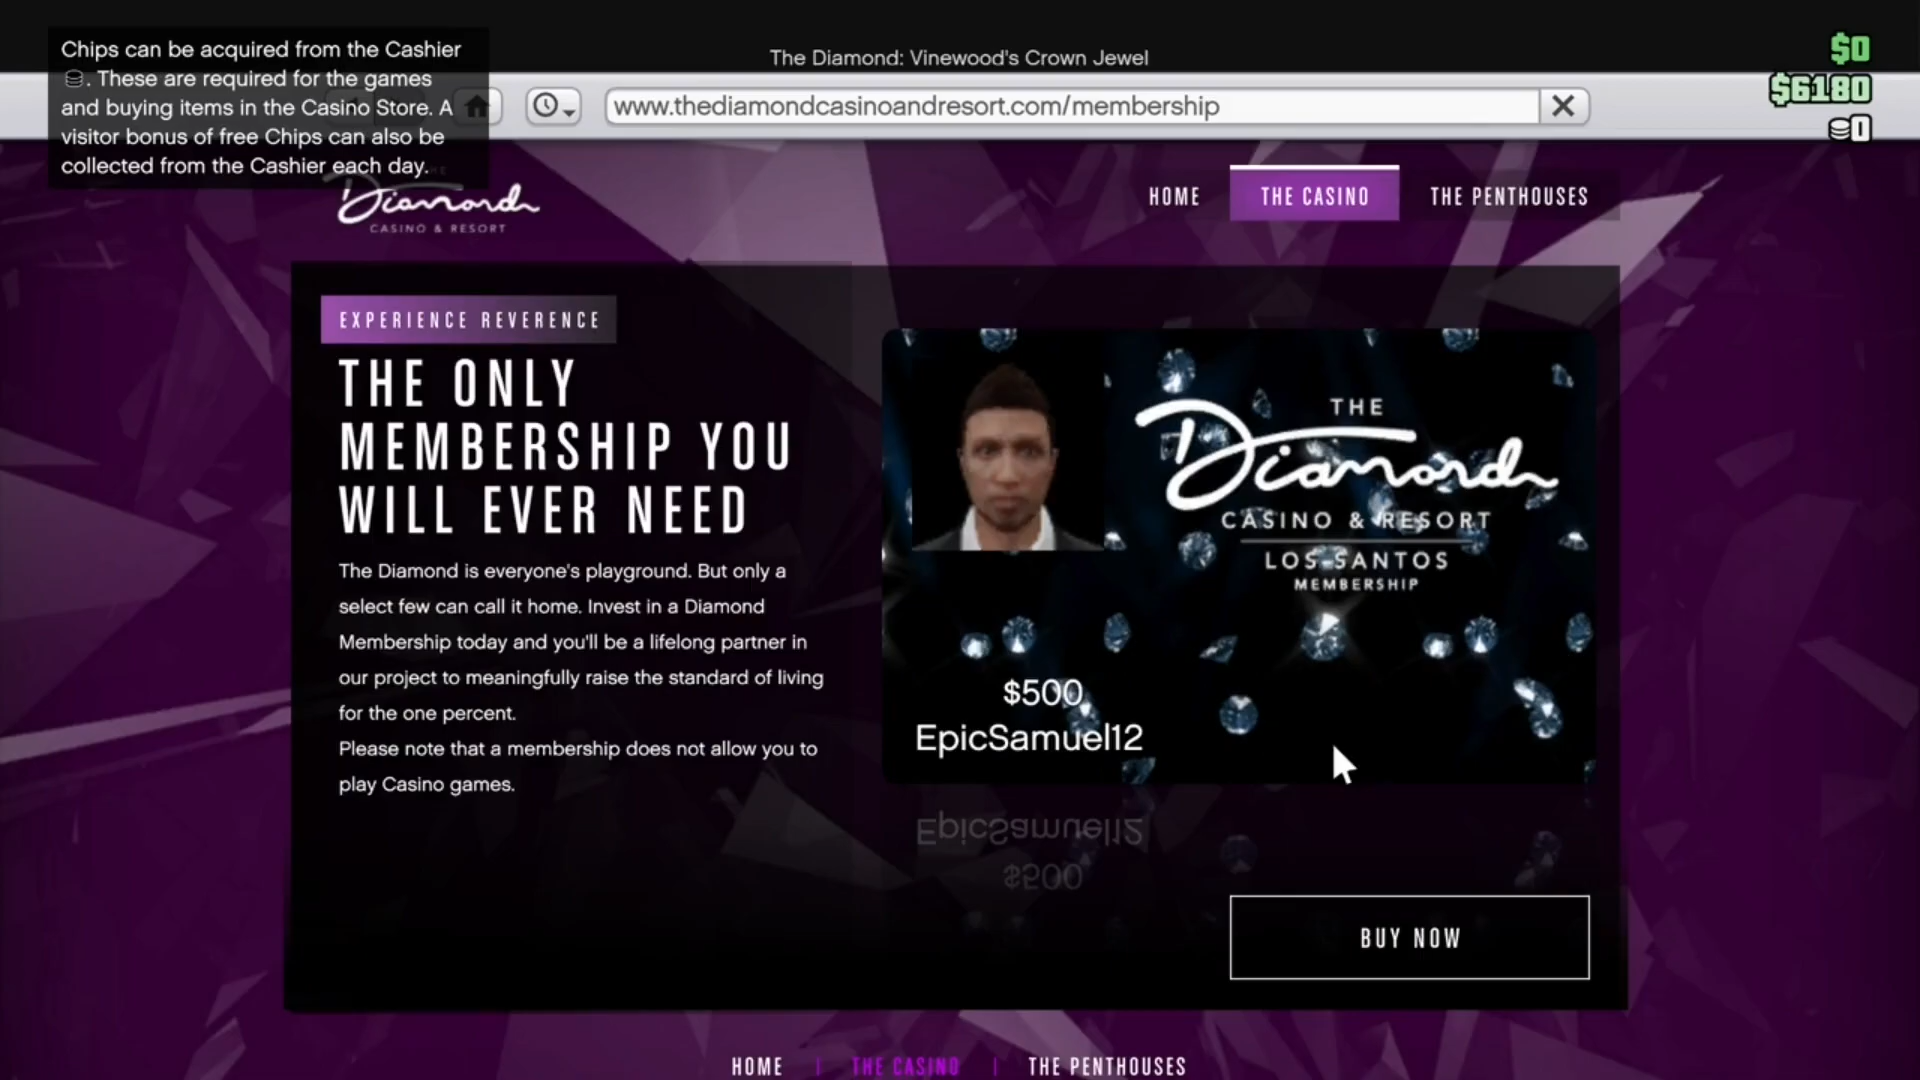 Chips can be acquired from the Cashier
. These are required for the games
and buying items in the Casino Store. A
visitor bonus of free Chips can also be
collected from the Cashier each day.
The Diamond: Vinewood's Crown Jewel
$0
$6180
1
www.thediamondcasinoandresort.com/membership
Diamond
CASINO & RESORT
HOME
THE CASINO
THE PENTHOUSES
EXPERIENCE REVERENCE
THE ONLY
MEMBERSHIP YOU
WILL EVER NEED
The Diamond is everyone's playground. But only a
select few can call it home. Invest in a Diamond
Membership today and you'll be a lifelong partner in
our project to meaningfully raise the standard of living
for the one percent.
Please note that a membership does not allow you to
play Casino games.
THE
Diamond
CASINO & RESORT
LOS SANTOS
MEMBERSHIP
$500
EpicSamuel12
EpicSamuel12
$500
BUY NOW
HOME | THE CASINO | THE PENTHOUSES